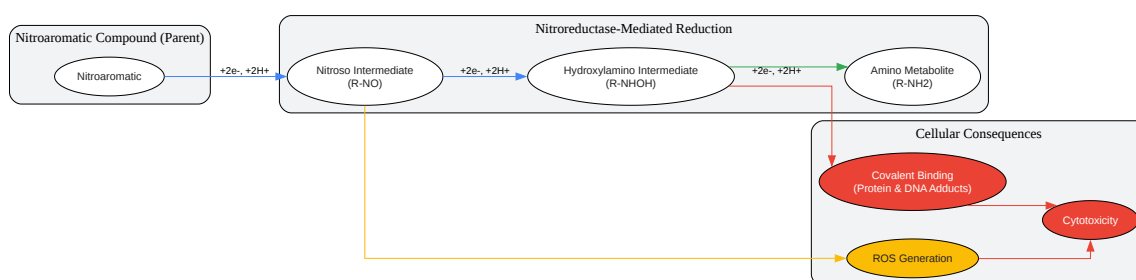 Nitroaromatic Compound (Parent)
Nitroaromatic
+2e-, +2H+
Nitroreductase-Mediated Reduction
Nitroso Intermediate
(R-NO)
+2e-, +2H+
Hydroxylamino Intermediate
(R-NHOH)
+2e-, +2H+
Amino Metabolite
(R-NH2)
Cellular Consequences
Covalent Binding
(Protein & DNA Adducts)
Cytotoxicity
ROS Generation